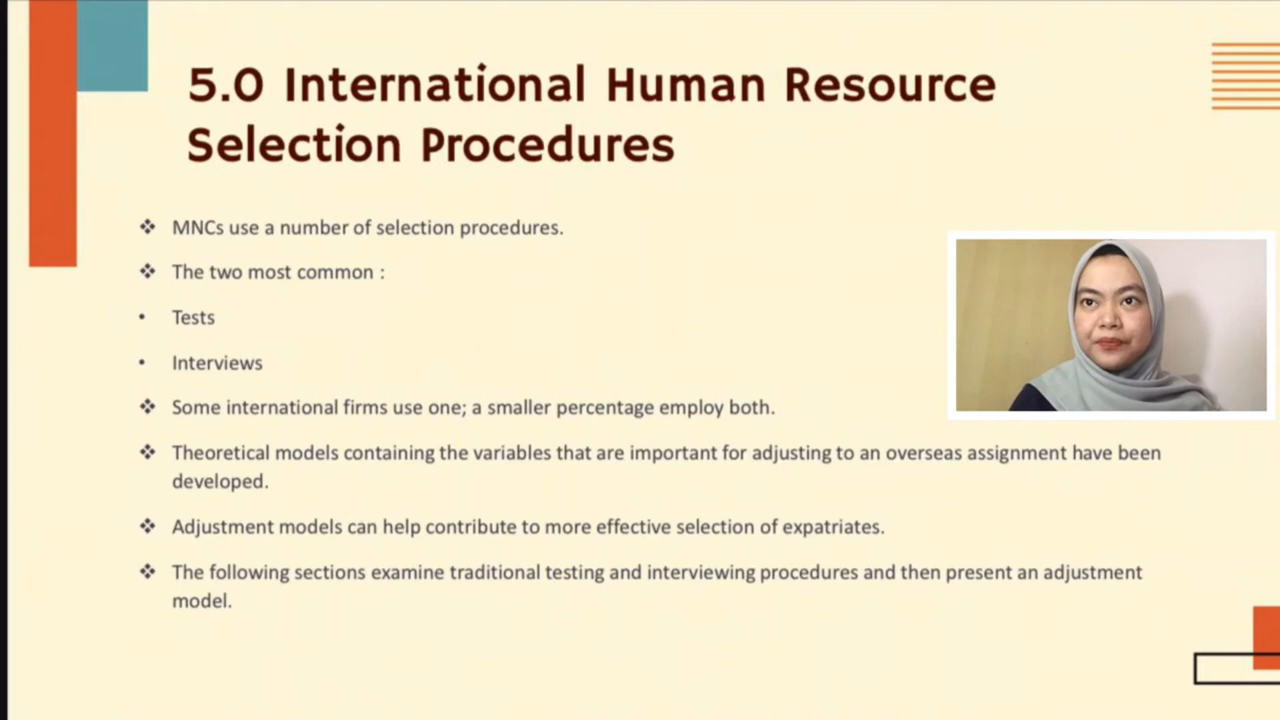 5.0 International Human Resource
Selection Procedures
❖ MNCs use a number of selection procedures.
❖ The two most common :
• Tests
• Interviews
❖ Some international firms use one; a smaller percentage employ both.
❖ Theoretical models containing the variables that are important for adjusting to an overseas assignment have been
developed.
❖ Adjustment models can help contribute to more effective selection of expatriates.
❖ The following sections examine traditional testing and interviewing procedures and then present an adjustment
model.